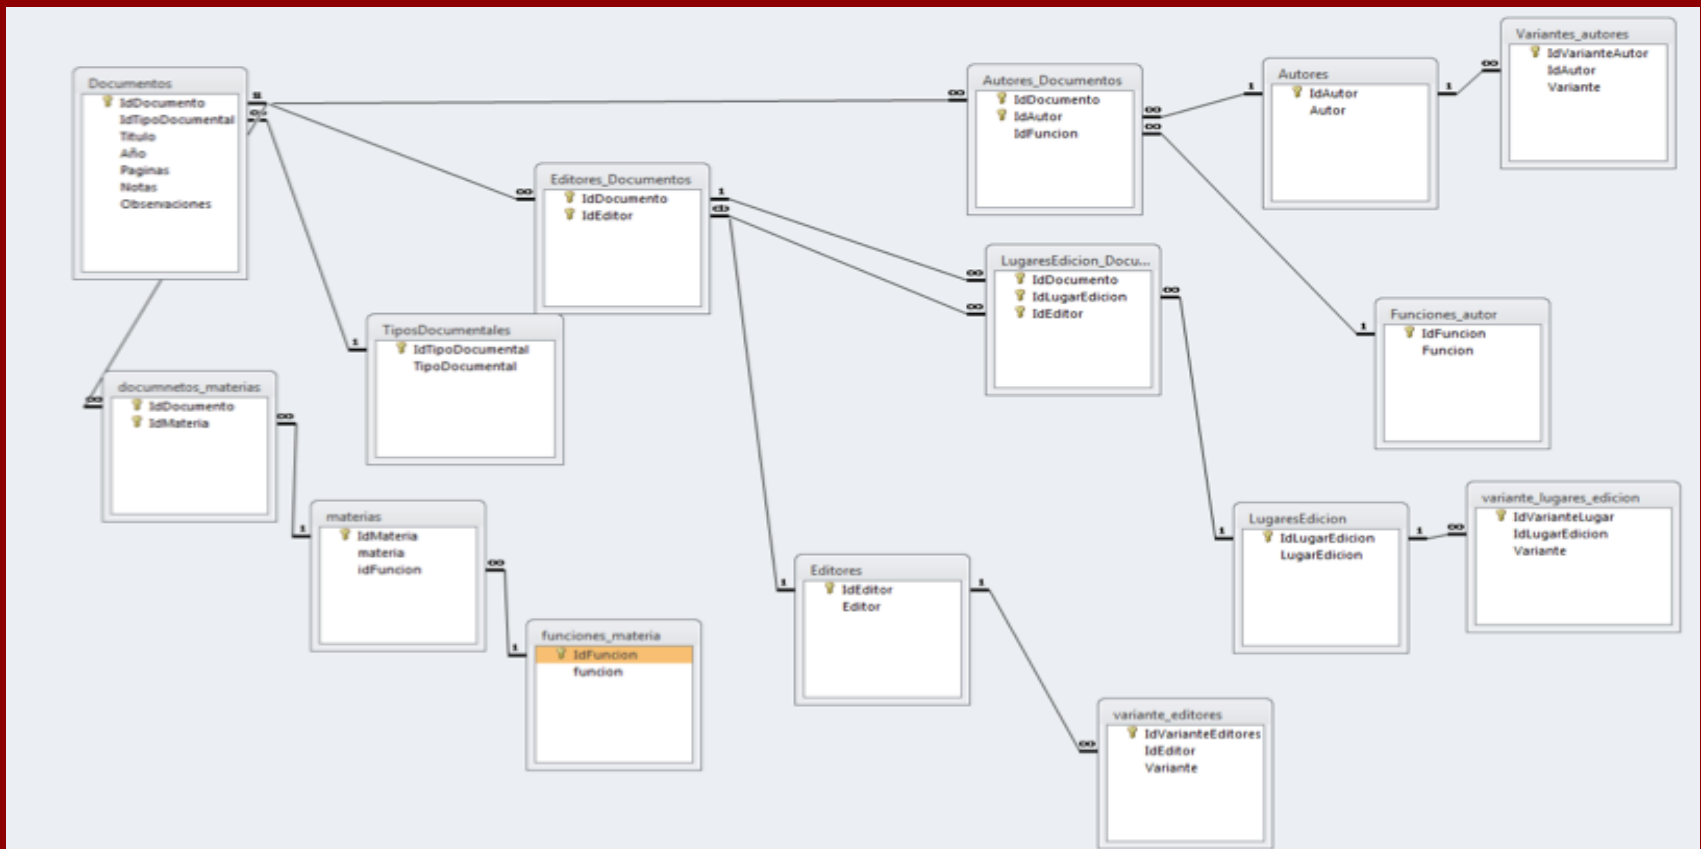 Documentos
IdDocumento
IdTipoDocumental
Titulo
Año
Paginas
Notas
Observaciones
Editores_Documentos
IdDocumento
IdEditor
Autores_Documentos
IdDocumento
IdAutor
IdFuncion
Autores
IdAutor
Autor
Variantes_autores
IdVarianteAutor
IdAutor
Variante
TiposDocumentales
IdTipoDocumental
TipoDocumental
LugaresEdicion_Docu...
IdDocumento
IdLugarEdicion
IdEditor
Funciones_autor
IdFuncion
Funcion
documnetos_materias
IdDocumento
IdMateria
materias
IdMateria
materia
idFuncion
funciones_materia
IdFuncion
funcion
Editores
IdEditor
Editor
LugaresEdicion
IdLugarEdicion
LugarEdicion
variante_lugares_edicion
IdVarianteLugar
IdLugarEdicion
Variante
variante_editores
IdVarianteEditores
IdEditor
Variante